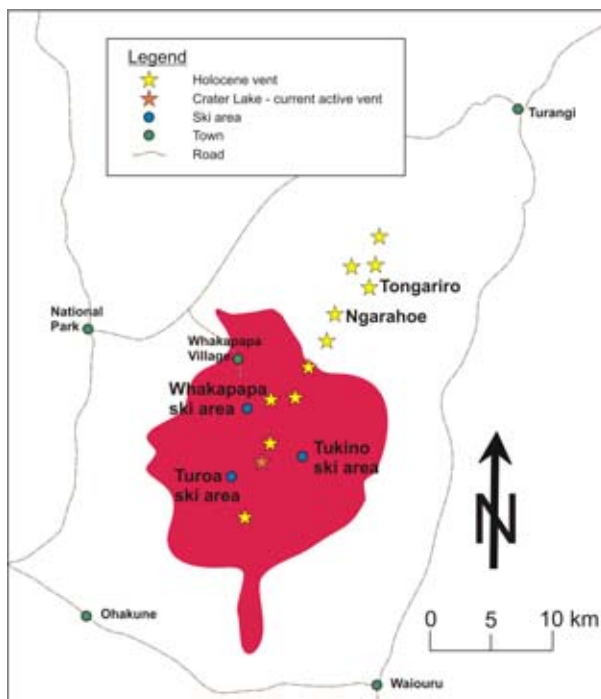 Legend
Holocene vent
Crater Lake - current active vent
Ski area
Town
Road
Turangi
Tongariro
Ngarahoe
National
Park
Whakapapa
Village
Whakapapa
ski area
Tukino
ski area
Turoa
ski area
N
Ohakune
0 5 10 km
Waiouru